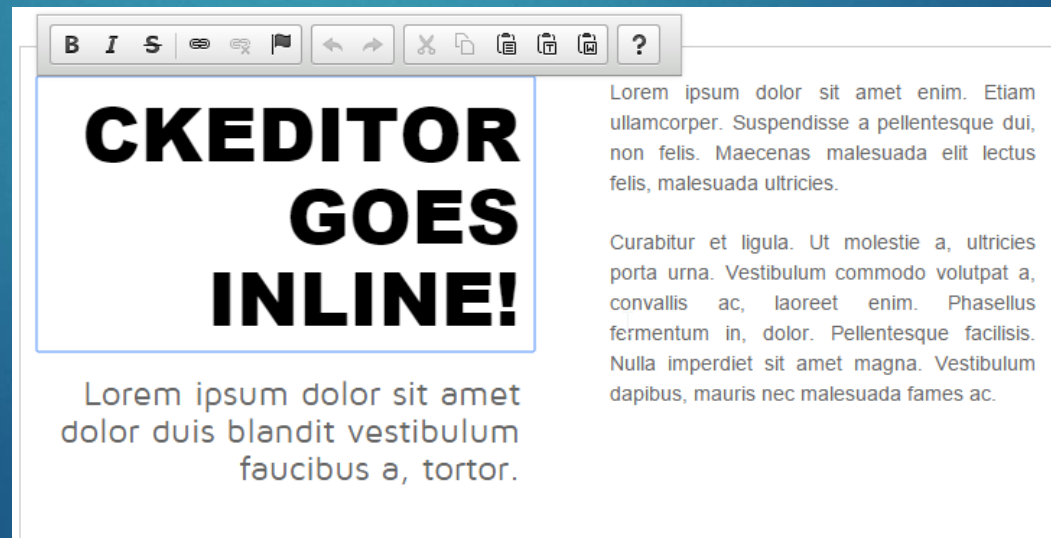 B I S ?
CKEDITOR
GOES
INLINE!
Lorem ipsum dolor sit amet
dolor duis blandit vestibulum
faucibus a, tortor.
Lorem ipsum dolor sit amet enim. Etiam
ullamcorper. Suspendisse a pellentesque dui,
non felis. Maecenas malesuada elit lectus
felis, malesuada ultricies.
Curabitur et ligula. Ut molestie a, ultricies
porta urna. Vestibulum commodo volutpat a,
convallis ac, laoreet enim. Phasellus
fermentum in, dolor. Pellentesque facilisis.
Nulla imperdiet sit amet magna. Vestibulum
dapibus, mauris nec malesuada fames ac.